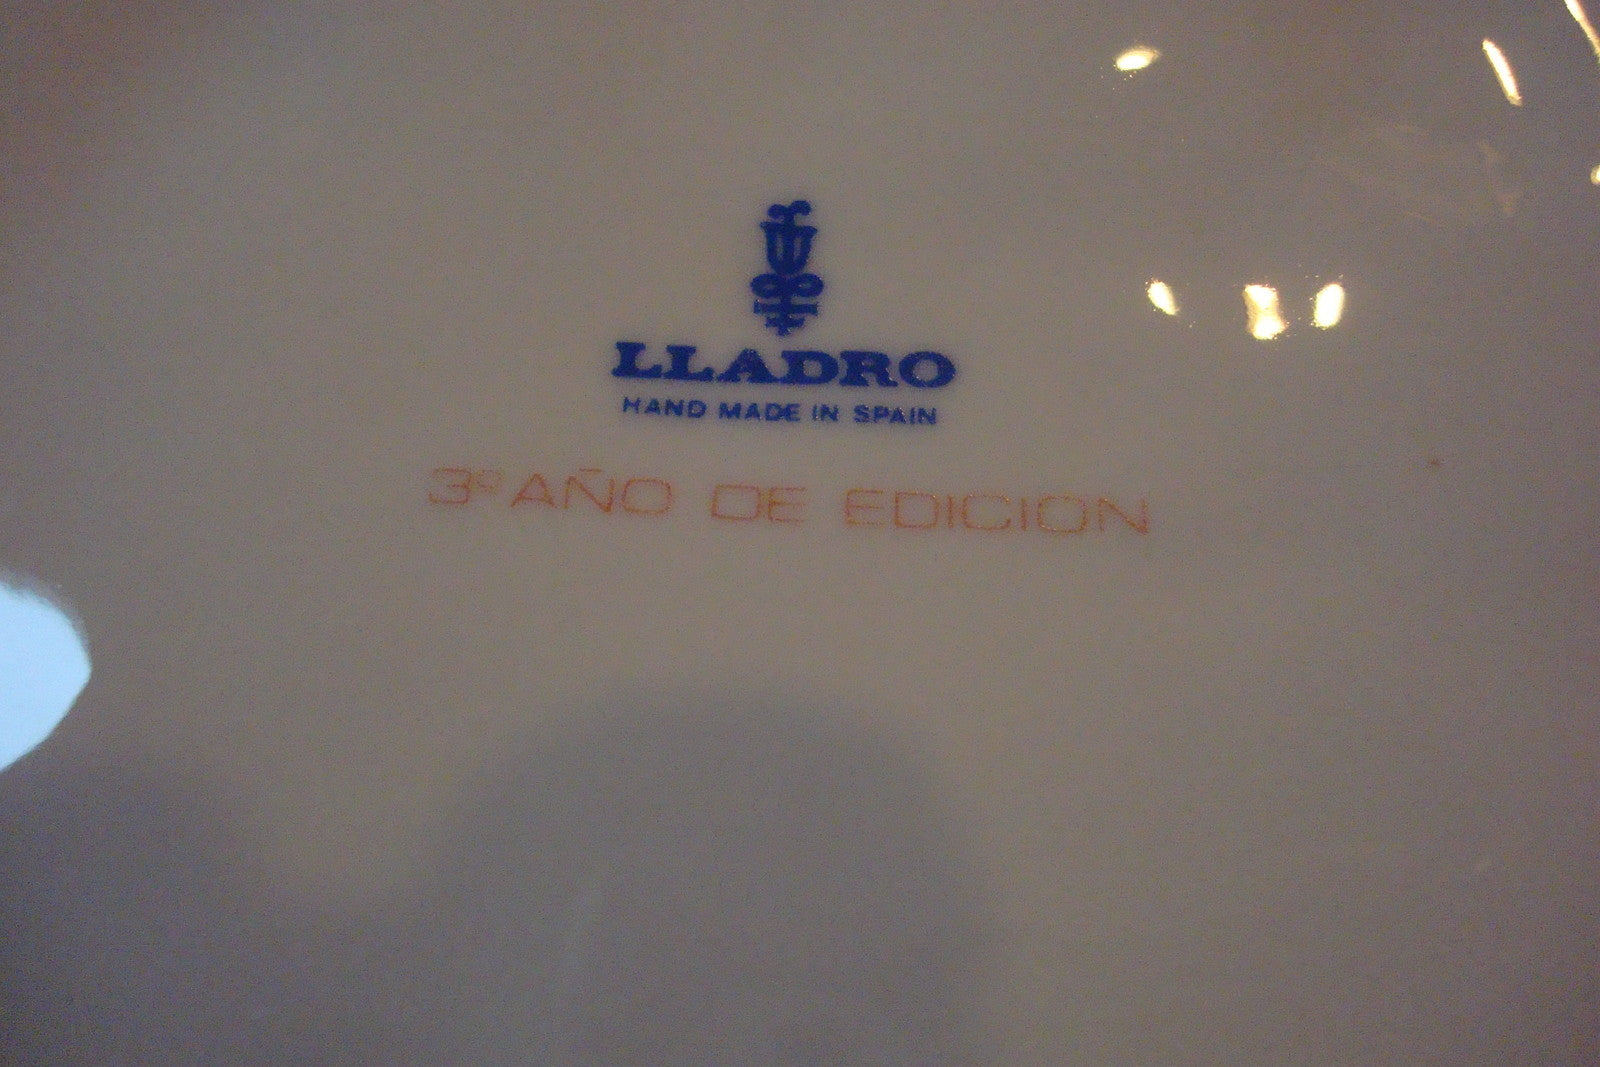 LLADRO
HAND MADE IN SPAIN
3º AÑO DE EDICION